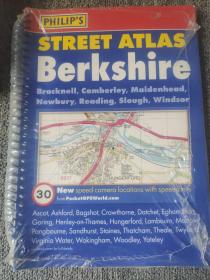 PHILIP'S
STREET ATLAS
Berkshire
Bracknell, Camberley, Maidenhead,
Newbury, Reading, Slough, Windsor
30 New speed camera locations with speed limits
from PocketGPSWorld.com
Ascot, Ashford, Bagshot, Crowthorne, Datchet, Egham,
Goring, Henley-on-Thames, Hungerford, Lambourn,
Pangbourne, Sandhurst, Staines, Thatcham, Theale, Twyford,
Virginia Water, Wokingham, Woodley, Yateley